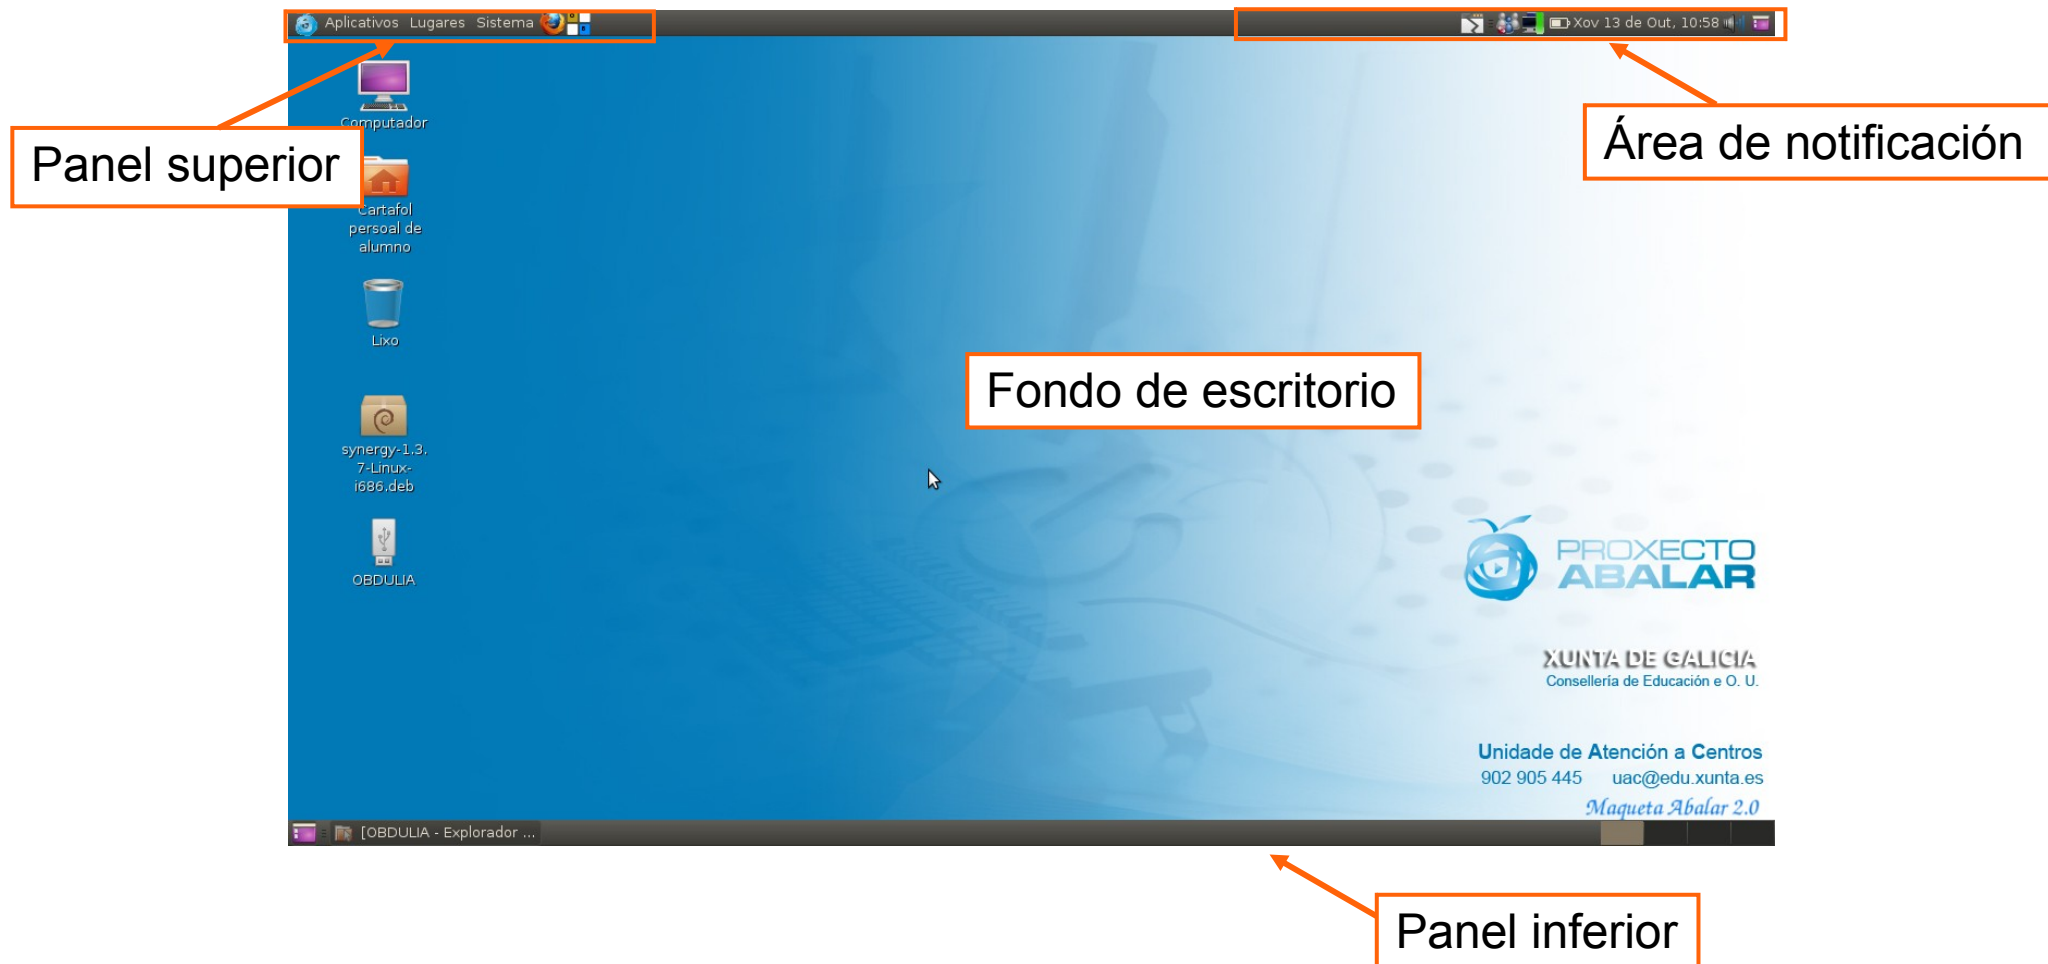 Aplicativos Lugares Sistema
Xov 13 de Out, 10:58
Computador
Panel superior
Área de notificación
Cartafol
persoal de
alumno
Lixo
Fondo de escritorio
synergy-1.3.
7-Linux-
i686.deb
OBDULIA
PROXECTO
ABALAR
XUNTA DE GALICIA
Consellería de Educación e O. U.
Unidade de Atención a Centros
902 905 445 uac@edu.xunta.es
Maqueta Abalar 2.0
[OBDULIA - Explorador ...
Panel inferior